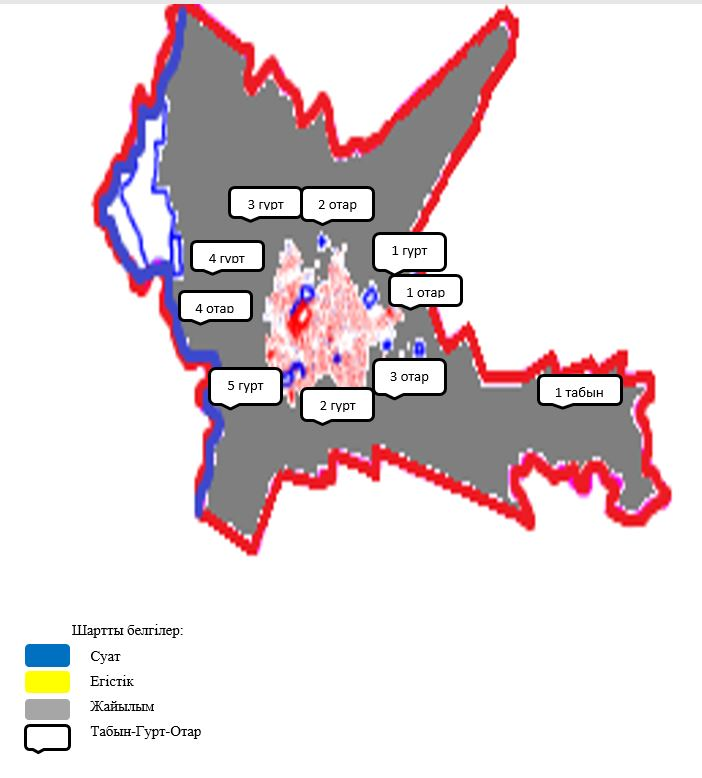 3 гурт
2 отар
4 гурт
1 гурт
1 отар
4 отар
5 гурт
3 отар
2 гурт
1 табын
Шартты белгілер:
Суат
Егістік
Жайылым
Табын-Гурт-Отар